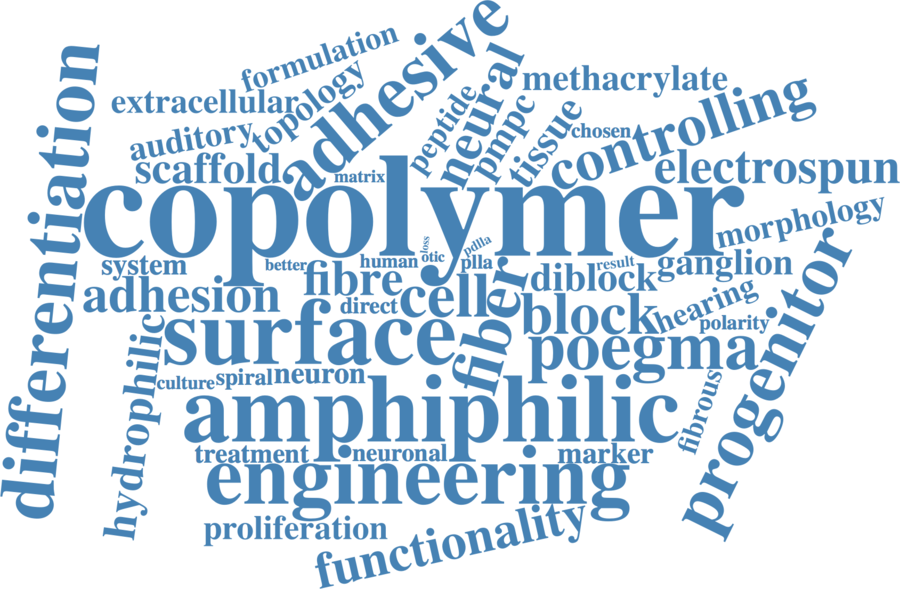 formulation
adhesive
differentiation
extracellular
topology
auditory
scaffold
matrix
peptide
neural
pmpc
tissue
methacrylate
chosen
controlling
electrospun
copolymer
morphology
system
better
human
loss
otic
pdlla
plla
result
diblock
ganglion
adhesion
fibre
direct
cell
fiber
block
hearing
polarity
progenitor
surface
poegma
hydrophilic
culture
spiral
neuron
fibrous
amphiphilic
treatment
neuronal
marker
engineering
proliferation
functionality